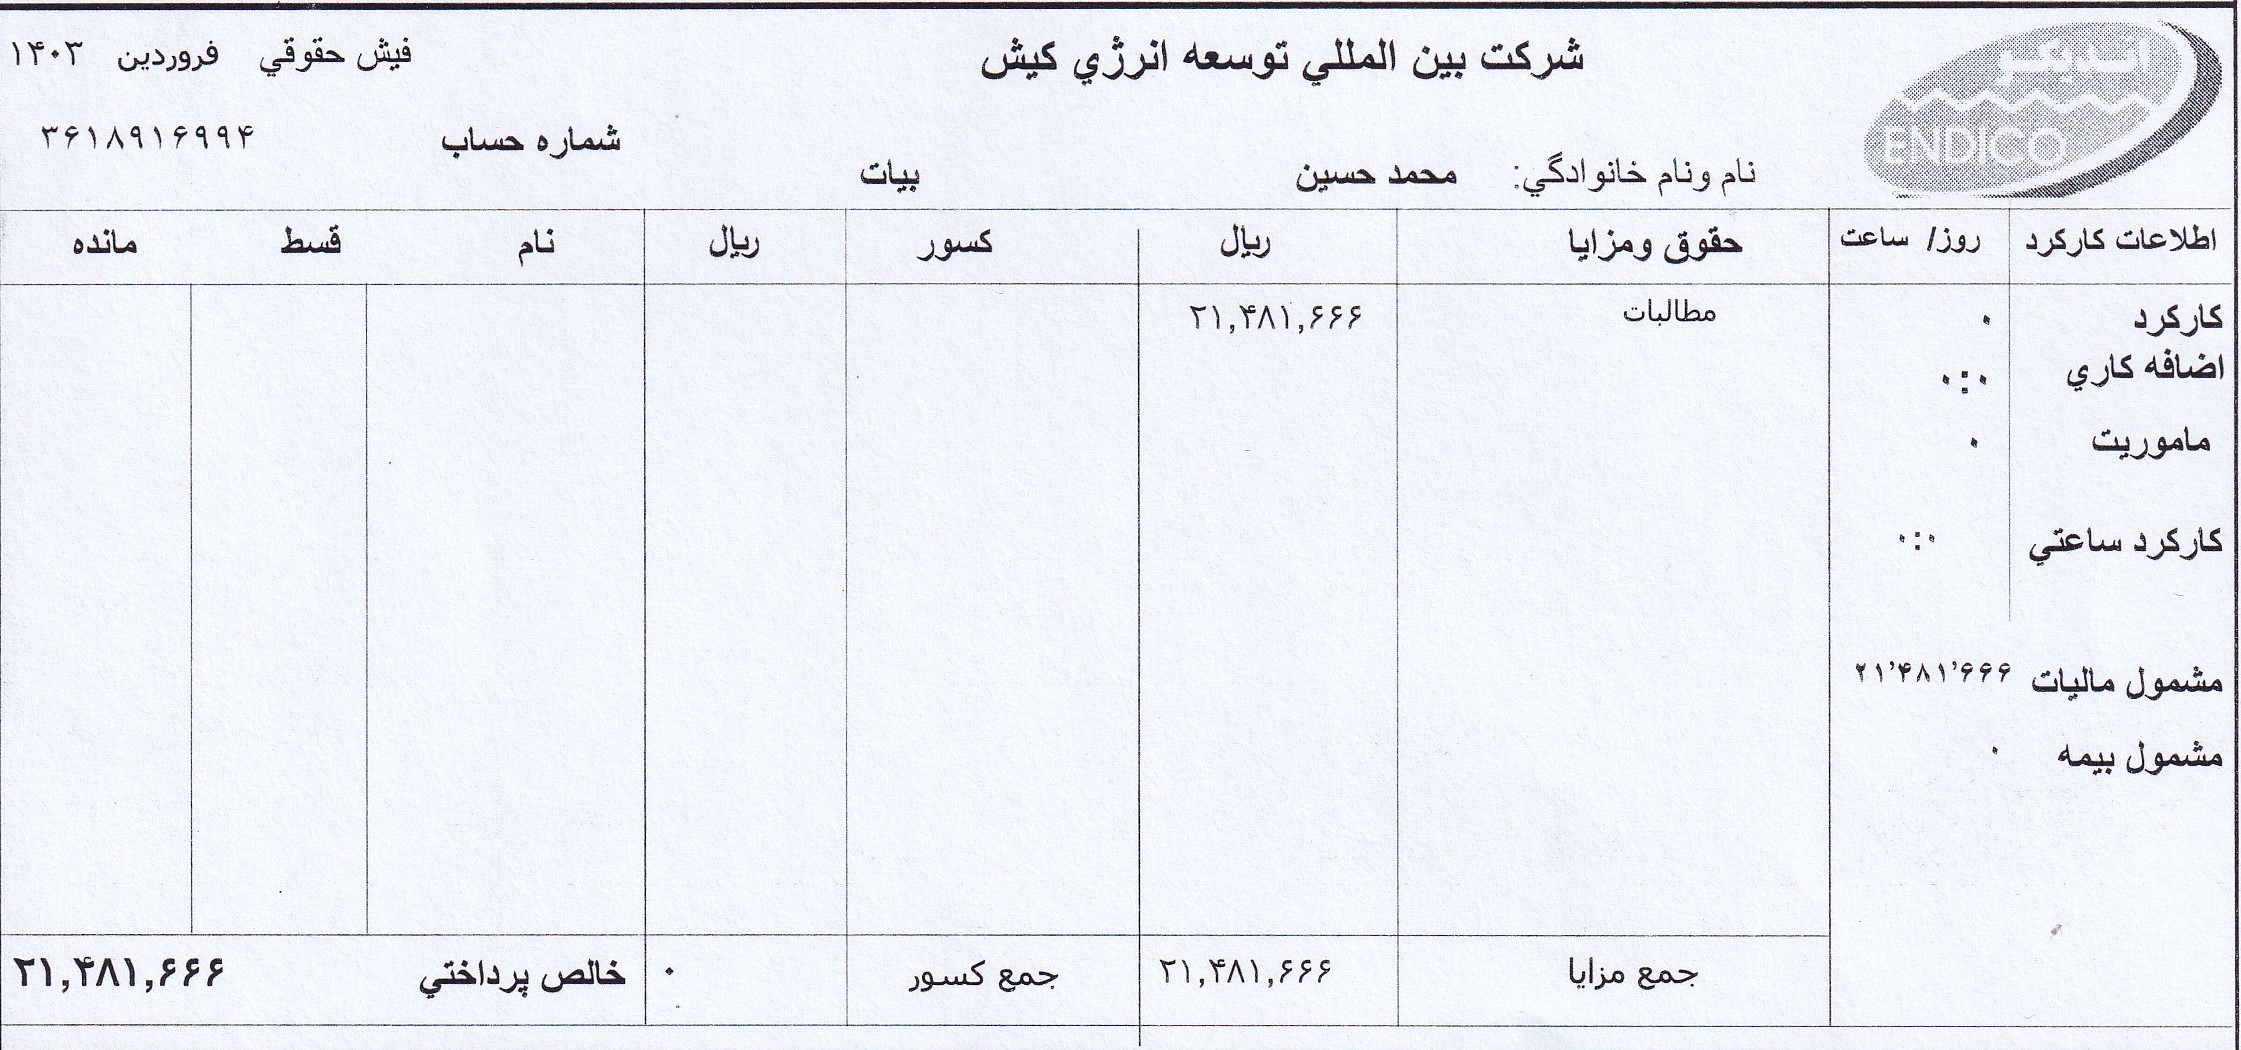 انديكو
ENDICO
شركت بين المللي توسعه انرژي كيش
فيش حقوقي فروردين ۱۴۰۳
شماره حساب ۳۶۱۸۹۱۶۹۹۴
نام ونام خانوادگي: محمد حسين بيات
اطلاعات كاركرد روز/ ساعت حقوق ومزايا ريال كسور ريال نام قسط مانده
كاركرد ۰ مطالبات ۲۱,۴۸۱,۶۶۶
اضافه كاري ۰:۰
ماموريت ۰
كاركرد ساعتي ۰:۰
مشمول ماليات ۲۱٬۴۸۱٬۶۶۶
مشمول بيمه ۰
جمع مزايا ۲۱,۴۸۱,۶۶۶ جمع كسور ۰ خالص پرداختي ۲۱,۴۸۱,۶۶۶